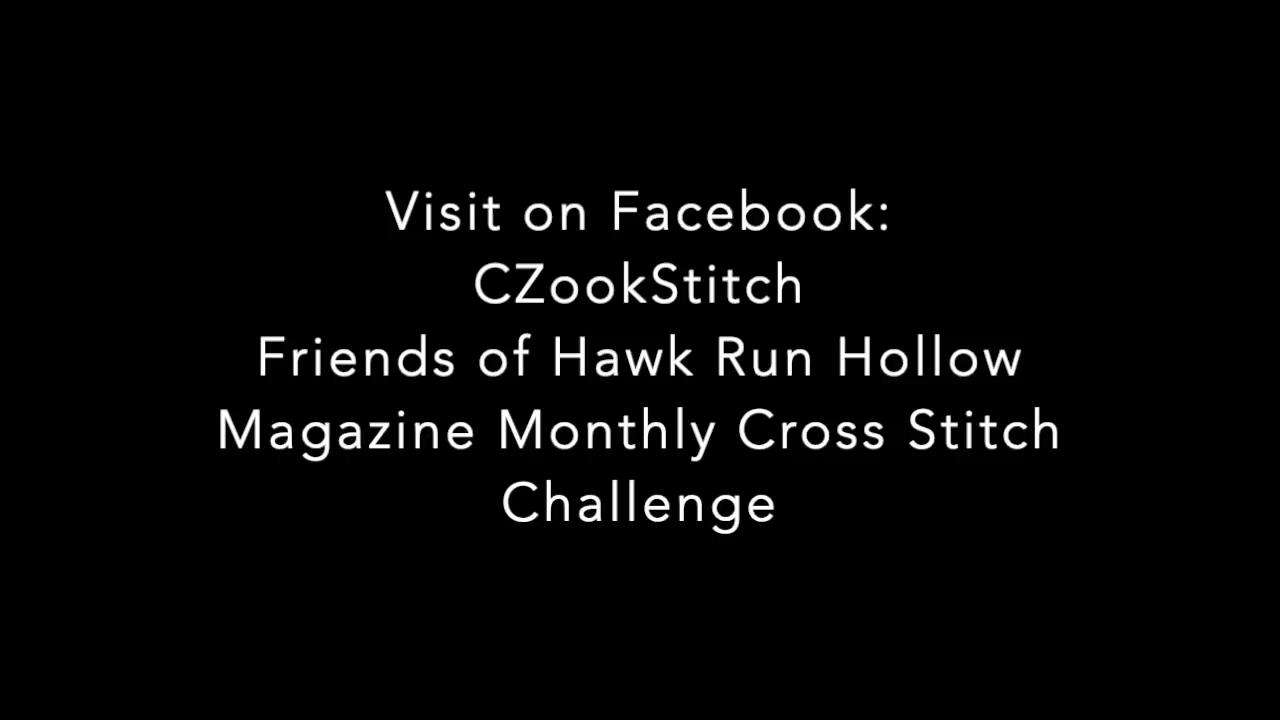 Visit on Facebook:
CZookStitch
Friends of Hawk Run Hollow
Magazine Monthly Cross Stitch
Challenge